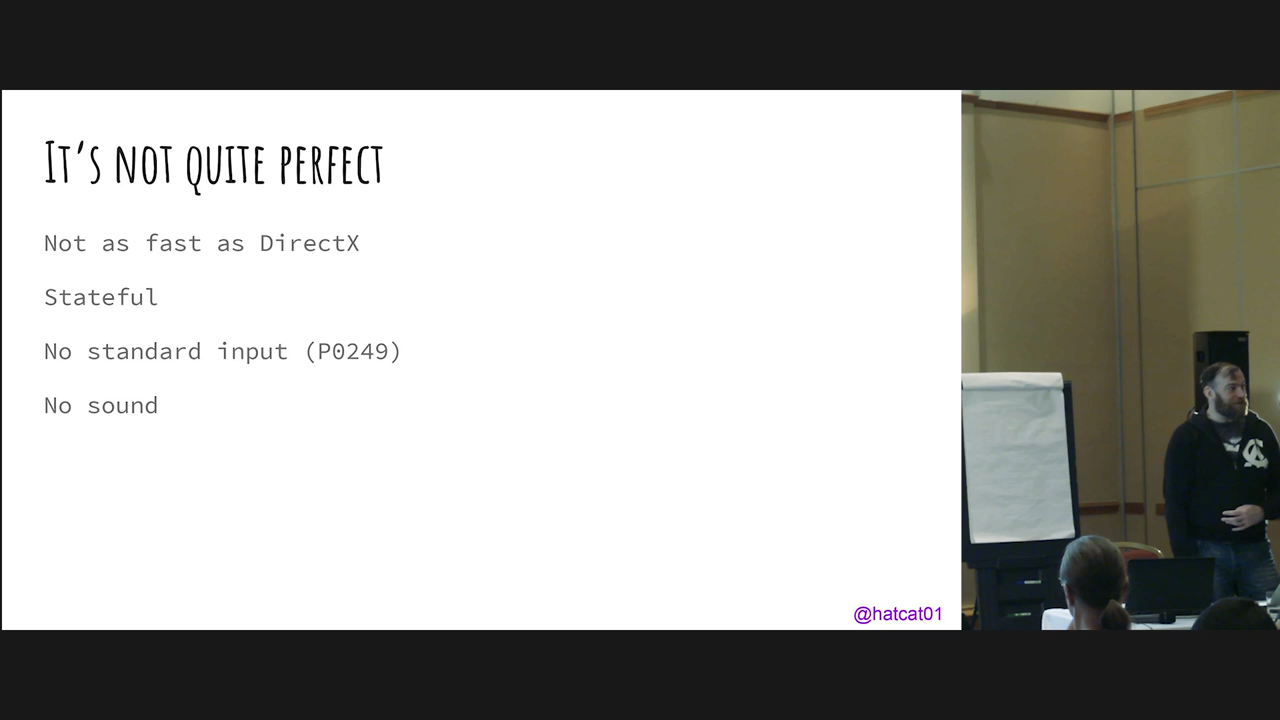 It's not quite perfect
Not as fast as DirectX
Stateful
No standard input (P0249)
No sound
@hatcat01